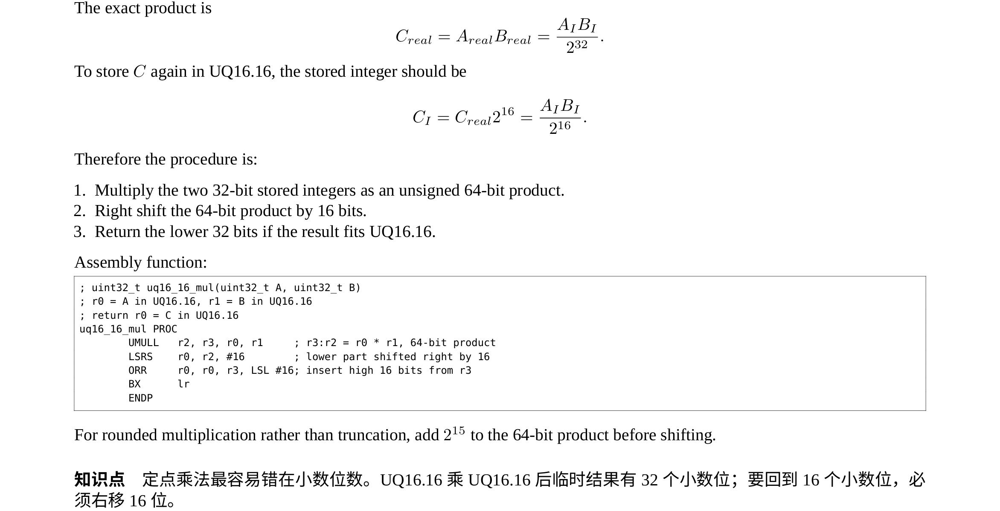 The exact product is
C_{real} = A_{real}B_{real} = \frac{A_I B_I}{2^{32}}.
To store C again in UQ16.16, the stored integer should be
C_I = C_{real}2^{16} = \frac{A_I B_I}{2^{16}}.
Therefore the procedure is:
1. Multiply the two 32-bit stored integers as an unsigned 64-bit product.
2. Right shift the 64-bit product by 16 bits.
3. Return the lower 32 bits if the result fits UQ16.16.
Assembly function:
; uint32_t uq16_16_mul(uint32_t A, uint32_t B)
; r0 = A in UQ16.16, r1 = B in UQ16.16
; return r0 = C in UQ16.16
uq16_16_mul PROC
        UMULL   r2, r3, r0, r1     ; r3:r2 = r0 * r1, 64-bit product
        LSRS    r0, r2, #16        ; lower part shifted right by 16
        ORR     r0, r0, r3, LSL #16; insert high 16 bits from r3
        BX      lr
        ENDP
For rounded multiplication rather than truncation, add 2^{15} to the 64-bit product before shifting.
知识点 定点乘法最容易错在小数位数。UQ16.16 乘 UQ16.16 后临时结果有 32 个小数位；要回到 16 个小数位，必
须右移 16 位。